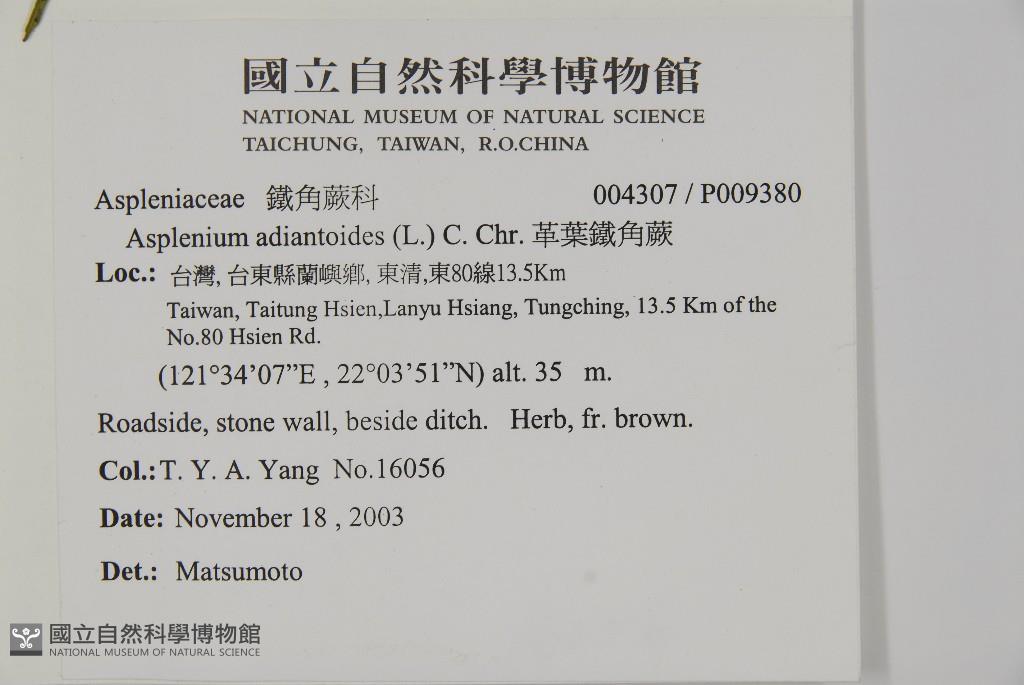 國立自然科學博物館
NATIONAL MUSEUM OF NATURAL SCIENCE
TAICHUNG, TAIWAN, R.O.CHINA
Aspleniaceae 鐵角蕨科 004307 / P009380
Asplenium adiantoides (L.) C. Chr. 革葉鐵角蕨
Loc.: 台灣, 台東縣蘭嶼鄉, 東清,東80線13.5Km
Taiwan, Taitung Hsien,Lanyu Hsiang, Tungching, 13.5 Km of the
No.80 Hsien Rd.
(121°34'07”E , 22°03'51”N) alt. 35 m.
Roadside, stone wall, beside ditch. Herb, fr. brown.
Col.:T. Y. A. Yang No.16056
Date: November 18 , 2003
Det.: Matsumoto
國立自然科學博物館
NATIONAL MUSEUM OF NATURAL SCIENCE